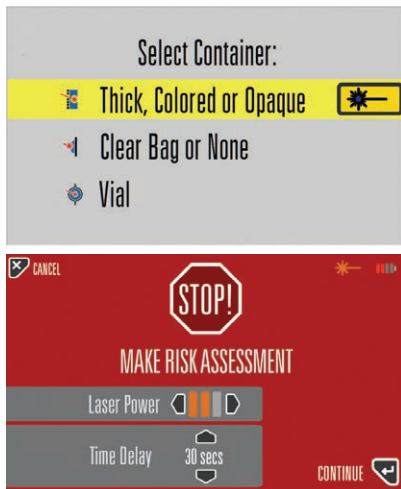 Select Container:
Thick, Colored or Opaque
Clear Bag or None
Vial
CANCEL
STOP!
MAKE RISK ASSESSMENT
Laser Power
Time Delay
30 secs
CONTINUE